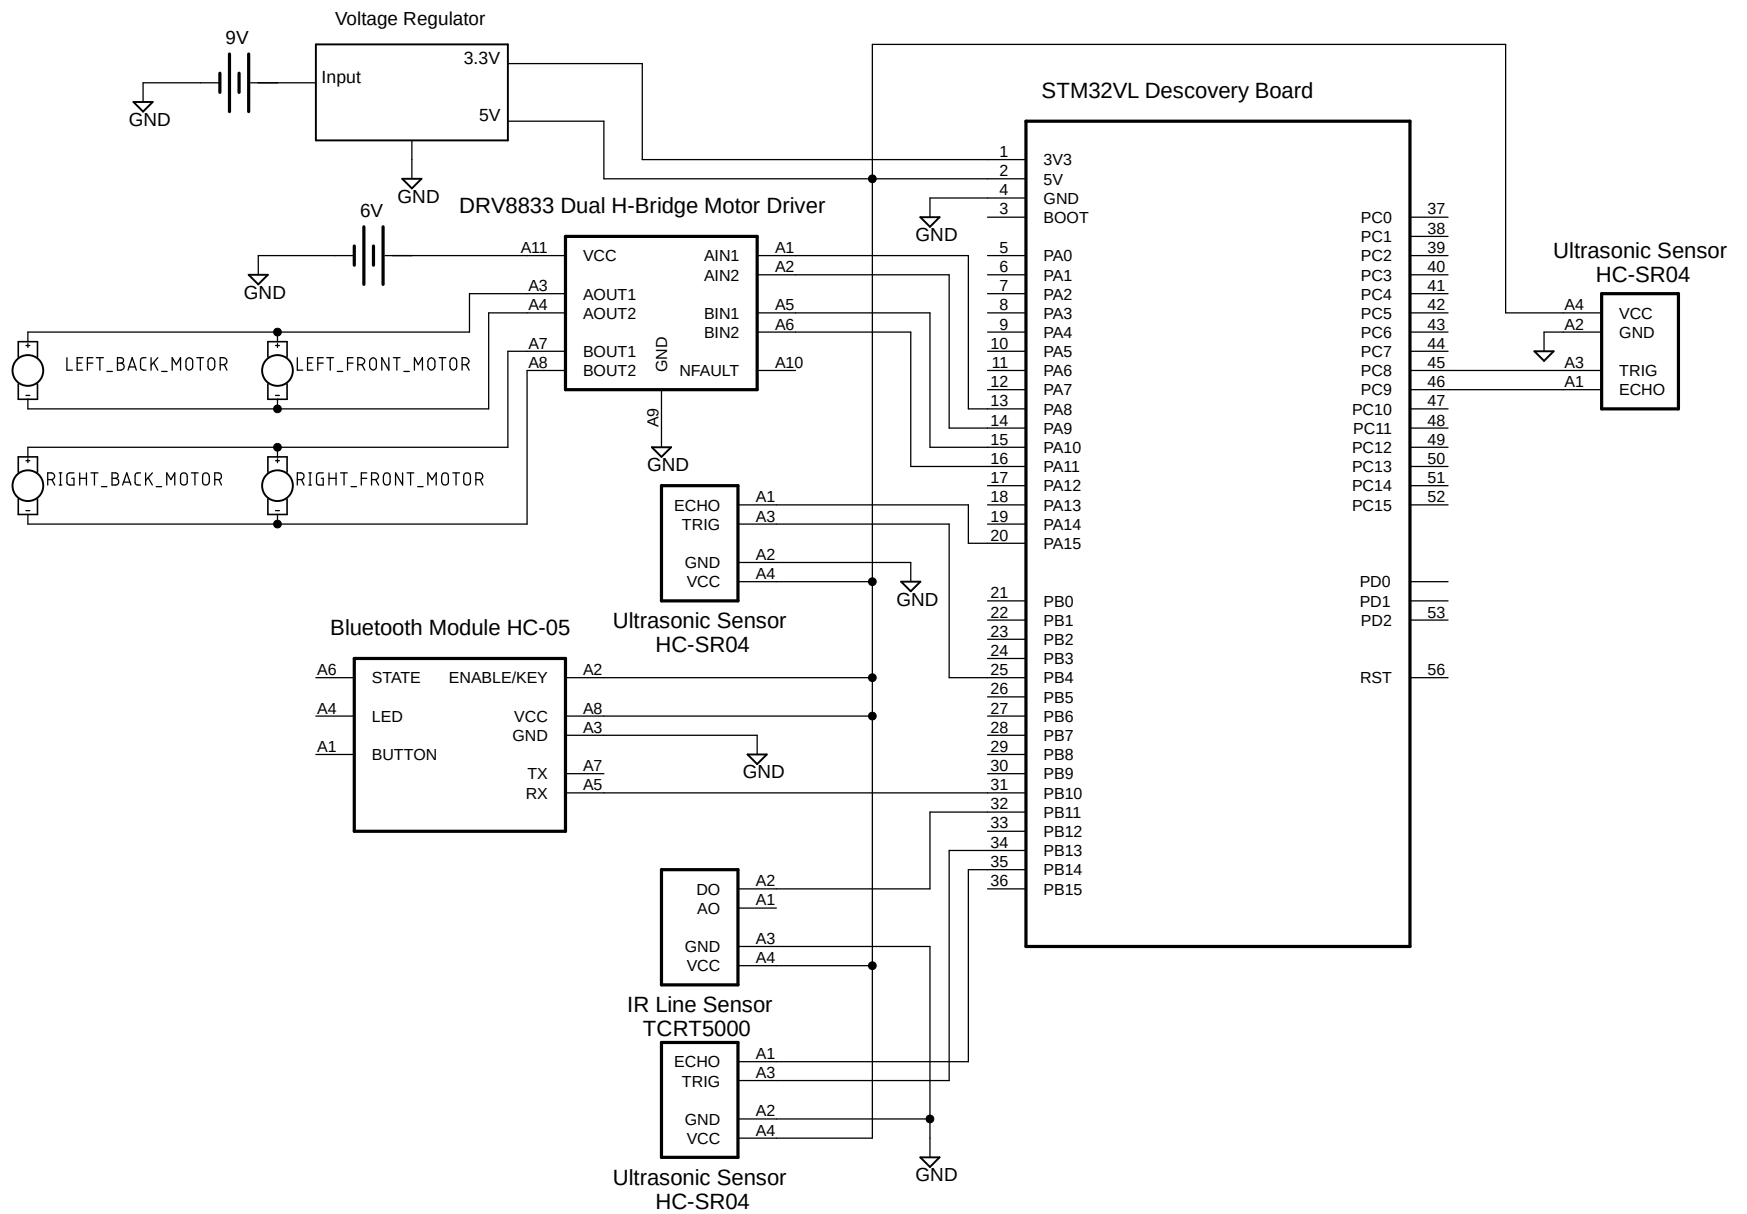 Voltage Regulator
9V
Input
3.3V
5V
GND
GND
STM32VL Descovery Board
1 3V3
2 5V
4 GND
3 BOOT
GND
5 PA0
6 PA1
7 PA2
8 PA3
9 PA4
10 PA5
11 PA6
12 PA7
13 PA8
14 PA9
15 PA10
16 PA11
17 PA12
18 PA13
19 PA14
20 PA15
21 PB0
22 PB1
23 PB2
24 PB3
25 PB4
26 PB5
27 PB6
28 PB7
29 PB8
30 PB9
31 PB10
32 PB11
33 PB12
34 PB13
35 PB14
36 PB15
PC0 37
PC1 38
PC2 39
PC3 40
PC4 41
PC5 42
PC6 43
PC7 44
PC8 45
PC9 46
PC10 47
PC11 48
PC12 49
PC13 50
PC14 51
PC15 52
PD0
PD1
PD2 53
RST 56
Ultrasonic Sensor
HC-SR04
A4 VCC
A2 GND
A3 TRIG
A1 ECHO
DRV8833 Dual H-Bridge Motor Driver
6V
GND
A11 VCC
A3 AOUT1
A4 AOUT2
A7 BOUT1
A8 BOUT2
AIN1 A1
AIN2 A2
BIN1 A5
BIN2 A6
NFAULT A10
GND
A9
GND
+ +
LEFT_BACK_MOTOR LEFT_FRONT_MOTOR
- -
+ +
RIGHT_BACK_MOTOR RIGHT_FRONT_MOTOR
- -
ECHO A1
TRIG A3
GND A2
VCC A4
GND
Ultrasonic Sensor
HC-SR04
Bluetooth Module HC-05
A6 STATE
A4 LED
A1 BUTTON
ENABLE/KEY A2
VCC A8
GND A3
TX A7
RX A5
GND
DO A2
AO A1
GND A3
VCC A4
IR Line Sensor
TCRT5000
ECHO A1
TRIG A3
GND A2
VCC A4
GND
Ultrasonic Sensor
HC-SR04